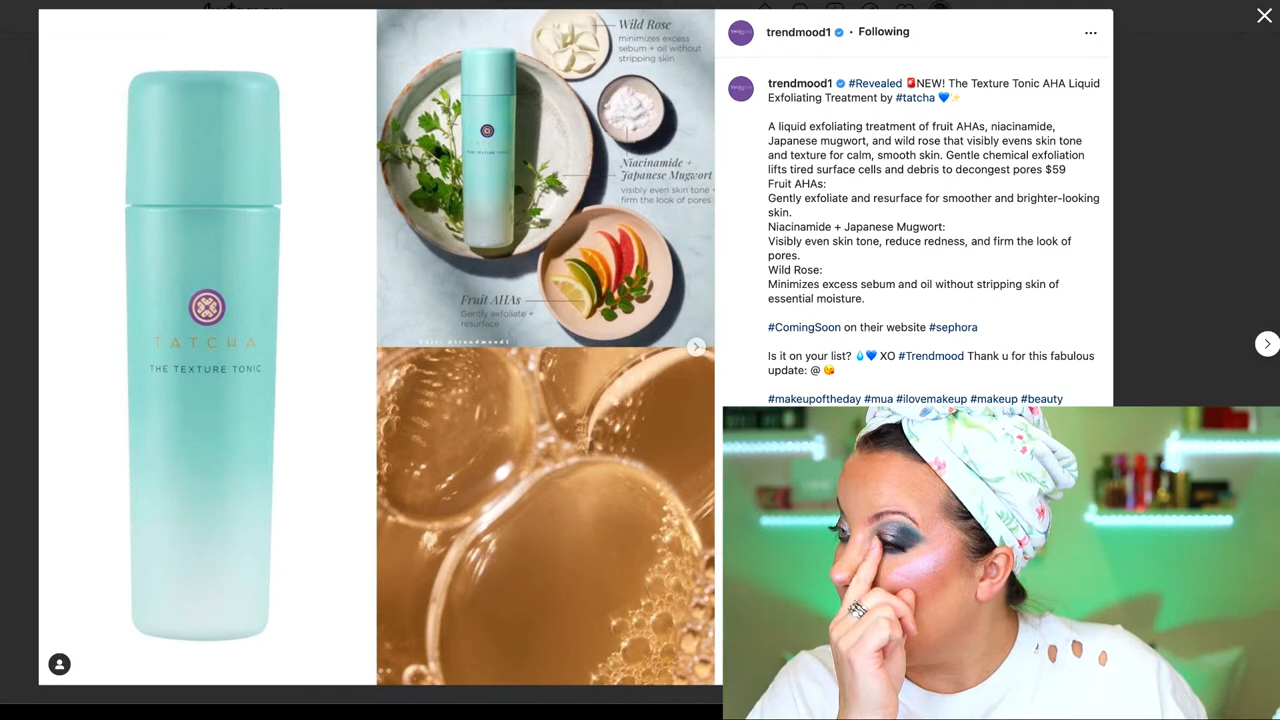 Wild Rose
minimizes excess
sebum + oil without
stripping skin
THE TEXTURE TONIC
Niacinamide +
Japanese Mugwort
visibly even skin tone +
firm the look of pores
Fruit AHAs
Gently exfoliate +
resurface
TATCHA
THE TEXTURE TONIC
trendmood1 • Following
trendmood1 #Revealed 🚨NEW! The Texture Tonic AHA Liquid
Exfoliating Treatment by #tatcha 💙✨
A liquid exfoliating treatment of fruit AHAs, niacinamide,
Japanese mugwort, and wild rose that visibly evens skin tone
and texture for calm, smooth skin. Gentle chemical exfoliation
lifts tired surface cells and debris to decongest pores $59
Fruit AHAs:
Gently exfoliate and resurface for smoother and brighter-looking
skin.
Niacinamide + Japanese Mugwort:
Visibly even skin tone, reduce redness, and firm the look of
pores.
Wild Rose:
Minimizes excess sebum and oil without stripping skin of
essential moisture.
#ComingSoon on their website #sephora
Is it on your list? 💧💙 XO #Trendmood Thank u for this fabulous
update: @ 😘
#makeupoftheday #mua #ilovemakeup #makeup #beauty